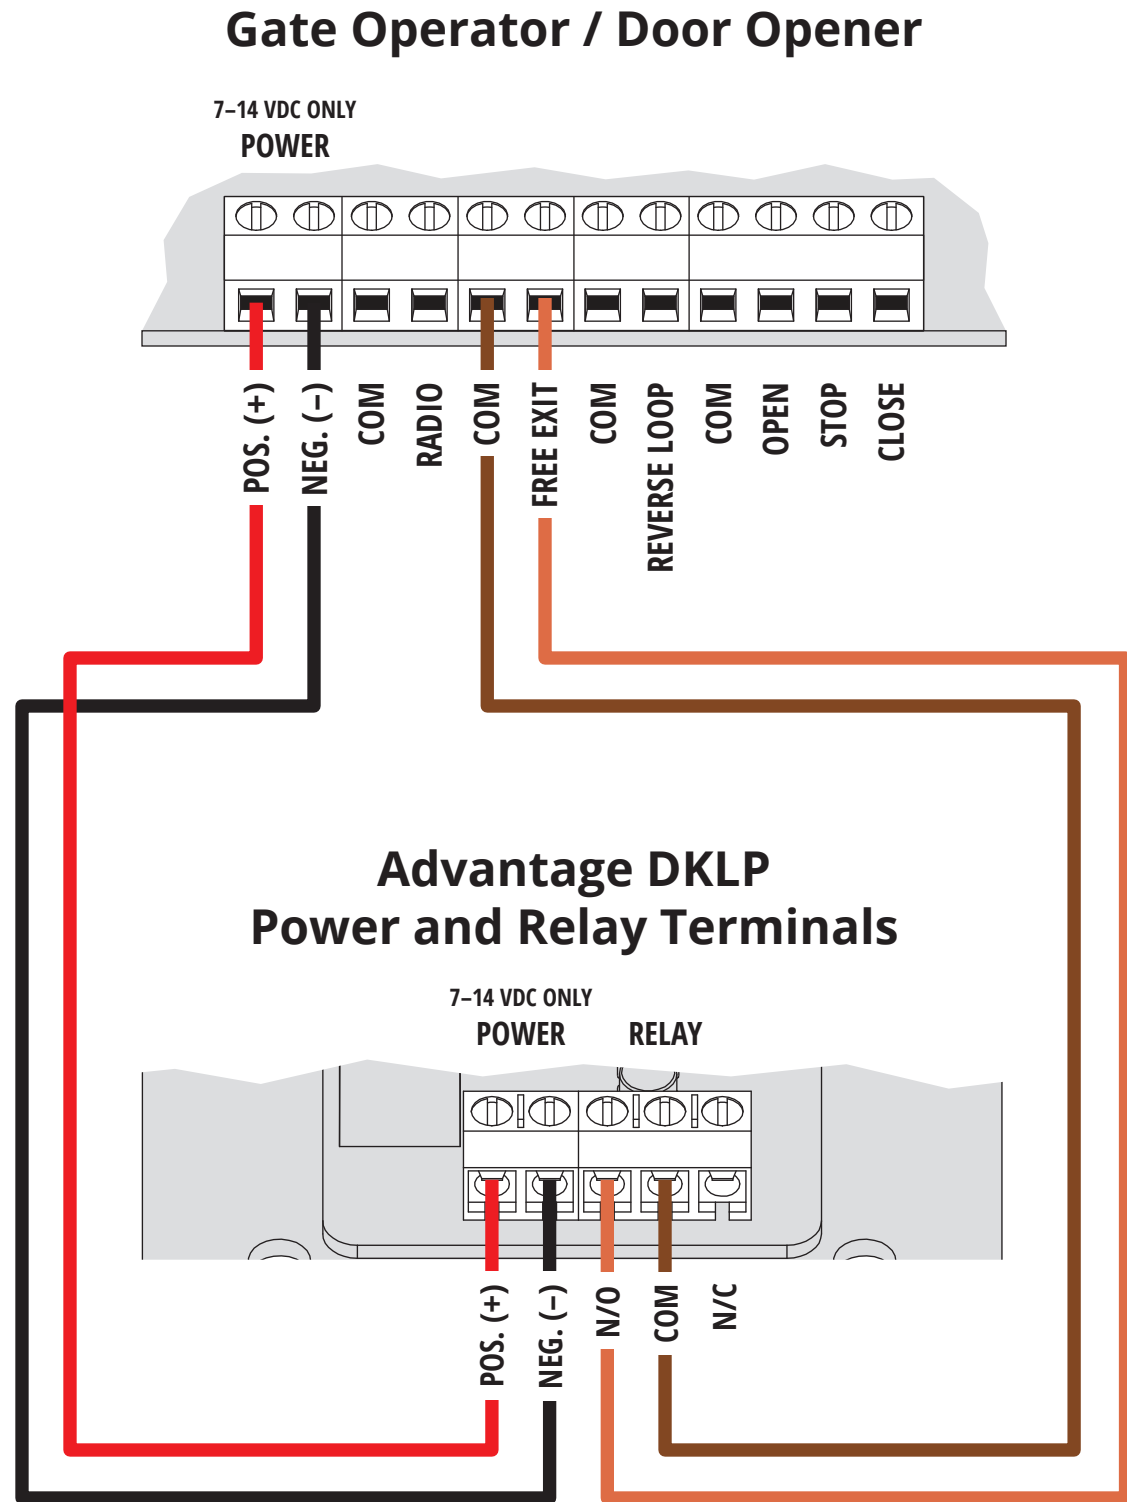 Gate Operator / Door Opener
7–14 VDC ONLY
POWER
POS. (+)
NEG. (–)
COM
RADIO
COM
FREE EXIT
COM
REVERSE LOOP
COM
OPEN
STOP
CLOSE
Advantage DKLP
Power and Relay Terminals
7–14 VDC ONLY
POWER
RELAY
POS. (+)
NEG. (–)
N/O
COM
N/C